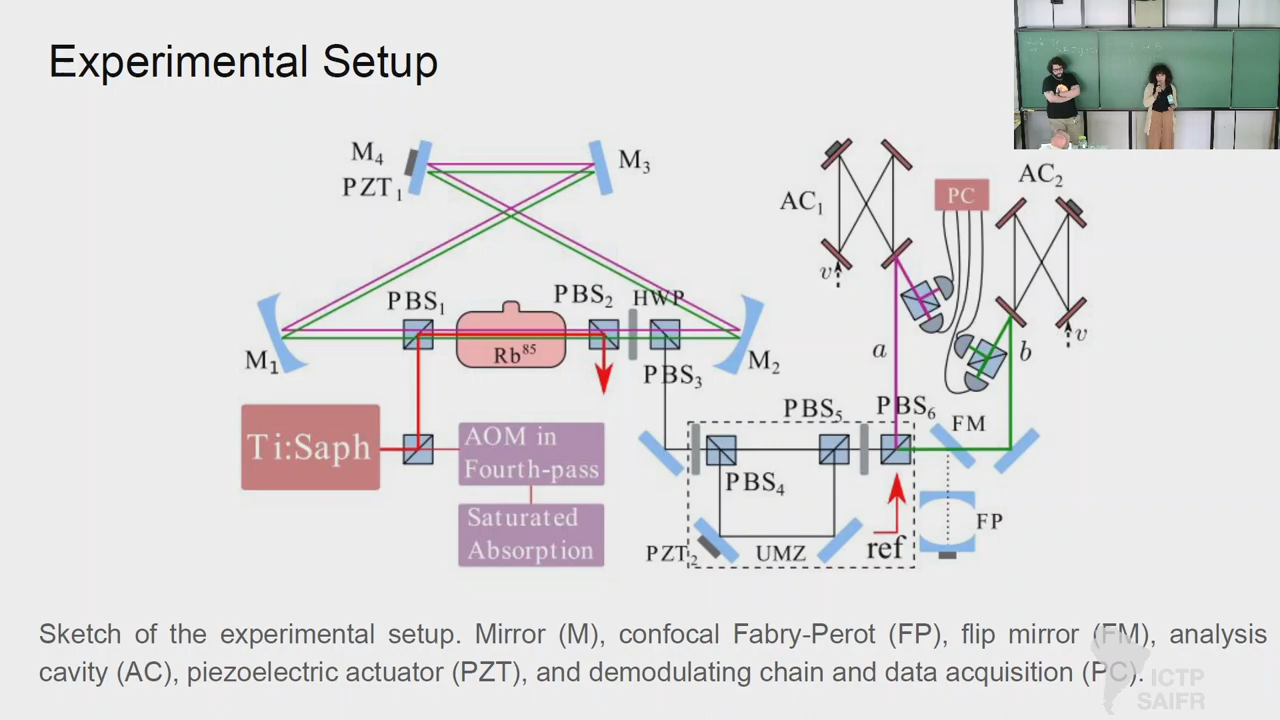 Experimental Setup
M4
PZT1
M3
AC1
PC
AC2
PBS1
PBS2
HWP
M1
Rb85
M2
PBS3
a
b
υ
υ
Ti:Saph
AOM in
Fourth-pass
Saturated
Absorption
PBS5
PBS6
FM
PBS4
PZT2
UMZ
ref
FP
Sketch of the experimental setup. Mirror (M), confocal Fabry-Perot (FP), flip mirror (FM), analysis
cavity (AC), piezoelectric actuator (PZT), and demodulating chain and data acquisition (PC).
ICTP
SAIFR